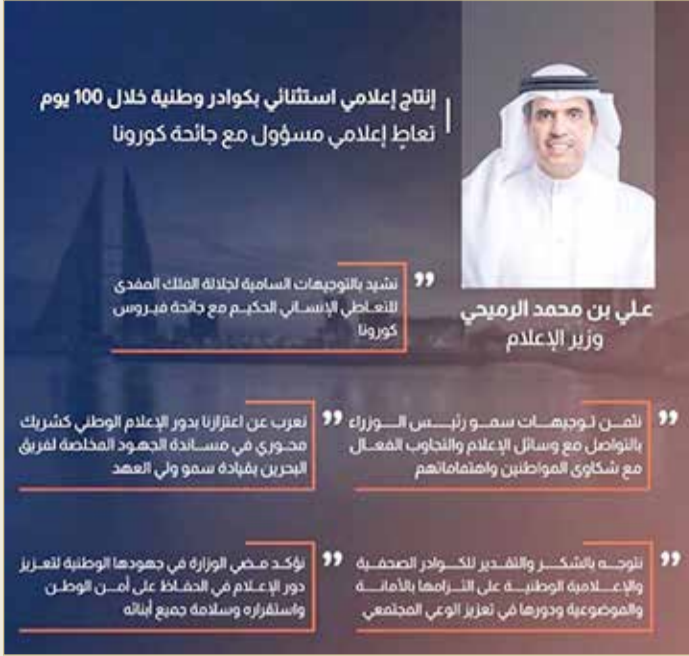 إنتاج إعلامي استثنائي بكوادر وطنية خلال 100 يوم
تعاطٍ إعلامي مسؤول مع جائحة كورونا
علي بن محمد الرميحي
وزير الإعلام
نشيد بالتوجيهات السامية لجلالة الملك المفدى
للتعاطي الإنساني الحكيم مع جائحة فيروس
كورونا
نثمن توجيهات سمو رئيس الوزراء
بالتواصل مع وسائل الإعلام والتجاوب الفعال
مع شكاوى المواطنين واهتماماتهم
نعرب عن اعتزازنا بدور الإعلام الوطني كشريك
محوري في مساندة الجهود المخلصة لفريق
البحرين بقيادة سمو ولي العهد
نتوجه بالشكر والتقدير للكوادر الصحفية
والإعلامية الوطنية على التزامها بالأمانة
والموضوعية ودورها في تعزيز الوعي المجتمعي
نؤكد مضي الوزارة في جهودها الوطنية لتعزيز
دور الإعلام في الحفاظ على أمن الوطن
واستقراره وسلامة جميع أبنائه